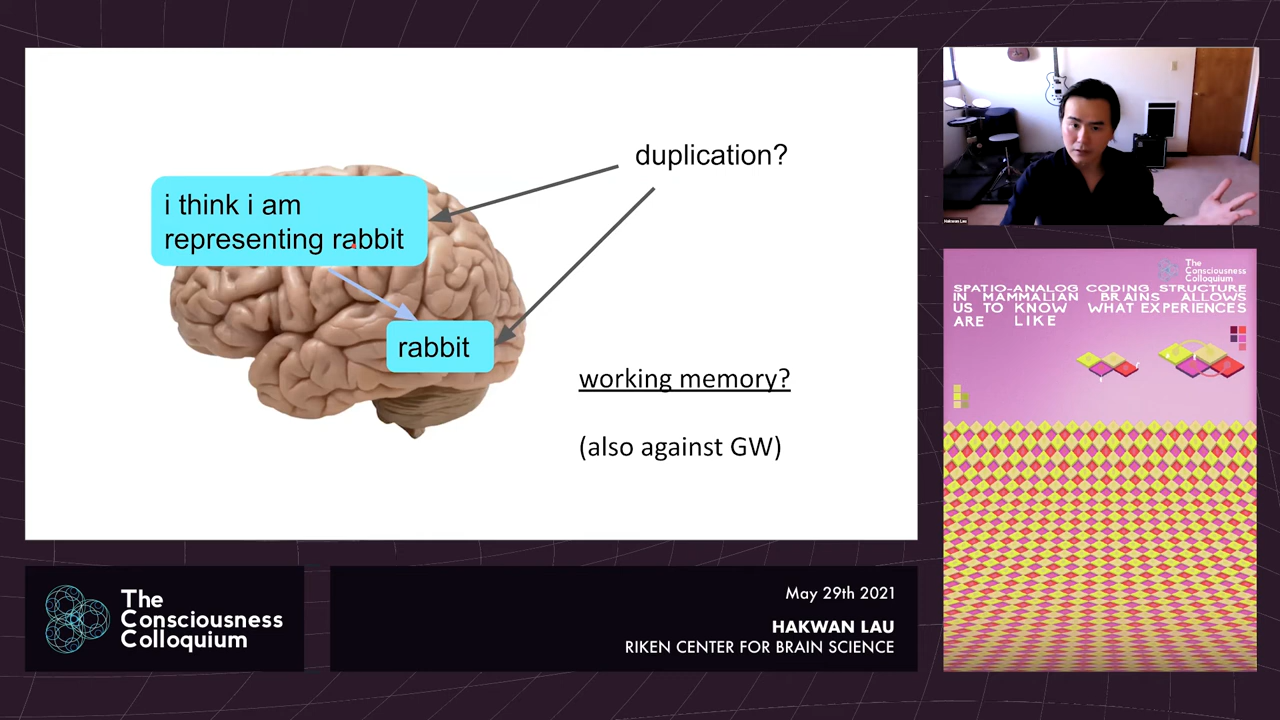 i think i am
representing rabbit
duplication?
rabbit
working memory?
(also against GW)
Hakwan Lau
The
Consciousness
Colloquium
SPATIO-ANALOG CODING STRUCTURE
IN MAMMALIAN BRAINS ALLOWS
US TO KNOW WHAT EXPERIENCES
ARE LIKE
The
Consciousness
Colloquium
May 29th 2021
HAKWAN LAU
RIKEN CENTER FOR BRAIN SCIENCE